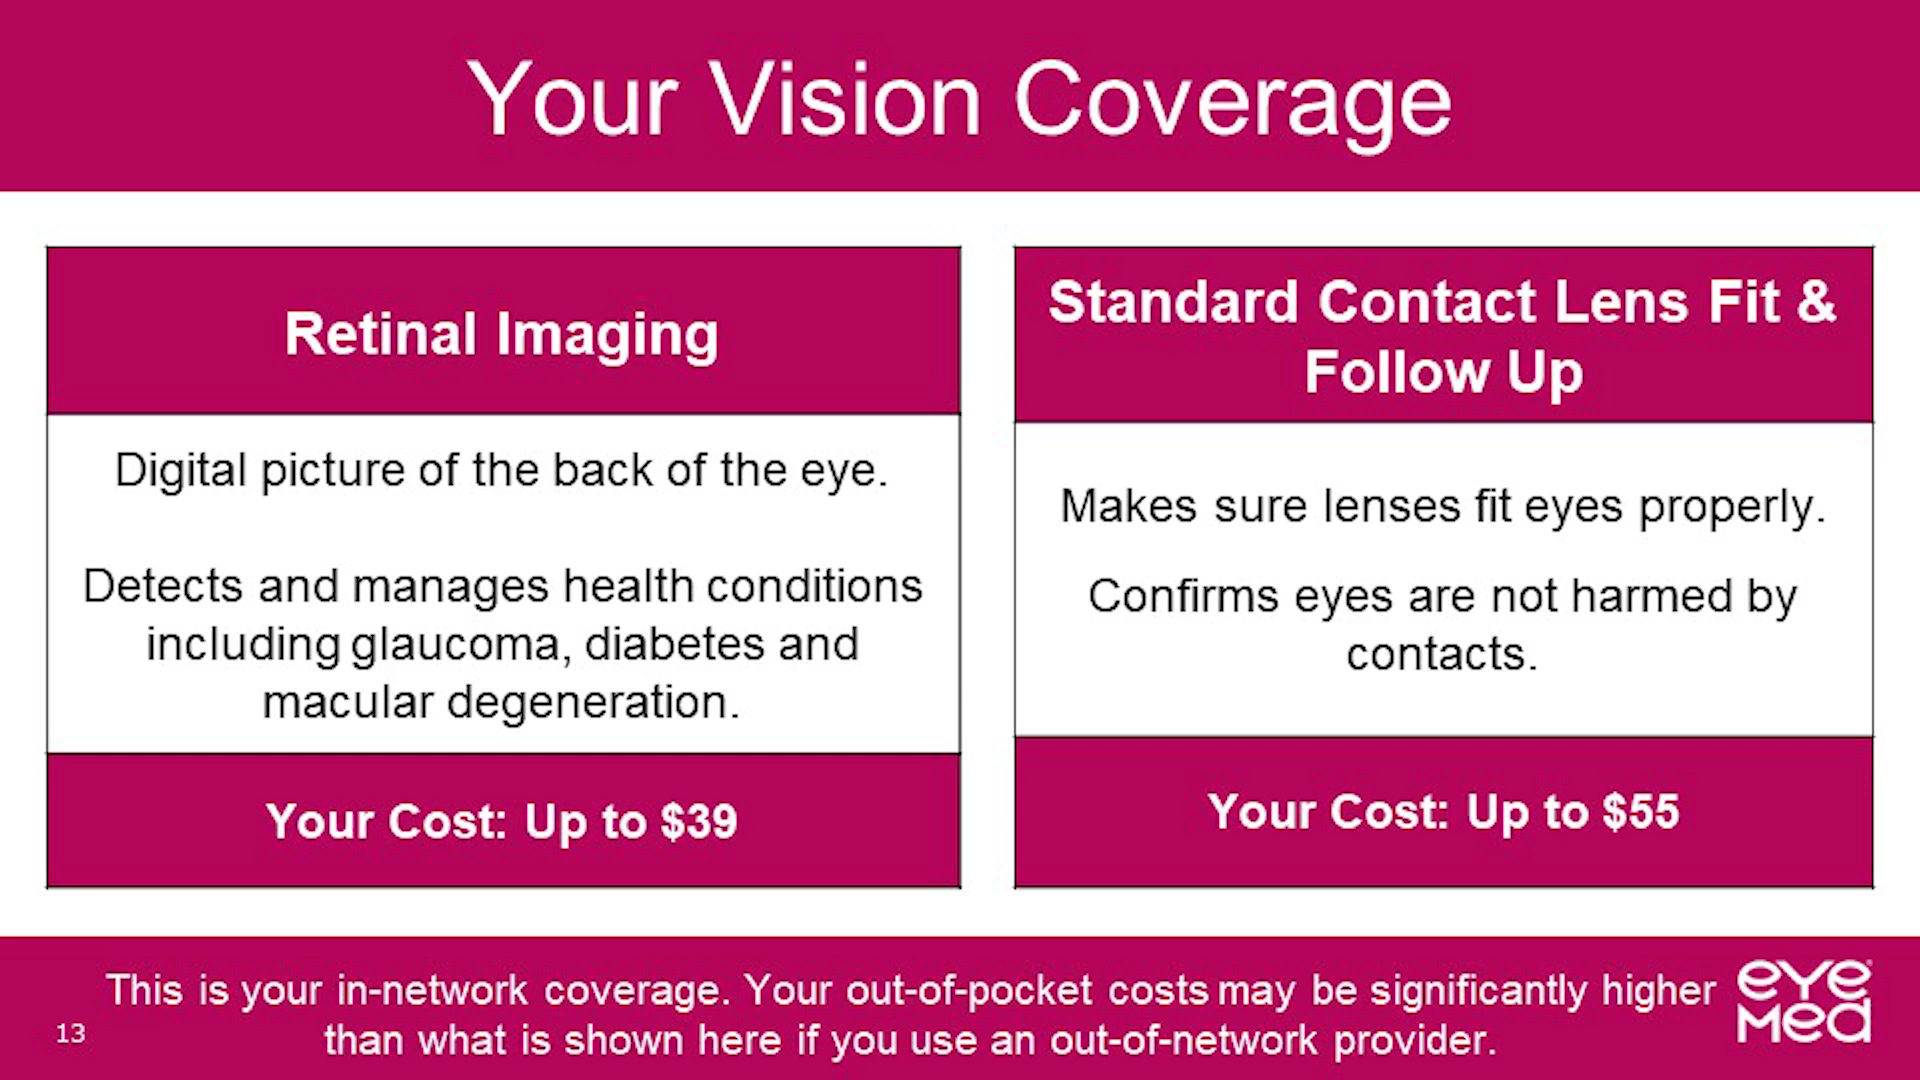 Your Vision Coverage
Retinal Imaging
Digital picture of the back of the eye.
Detects and manages health conditions
including glaucoma, diabetes and
macular degeneration.
Your Cost: Up to $39
Standard Contact Lens Fit &
Follow Up
Makes sure lenses fit eyes properly.
Confirms eyes are not harmed by
contacts.
Your Cost: Up to $55
This is your in-network coverage. Your out-of-pocket costs may be significantly higher
than what is shown here if you use an out-of-network provider.
13
eye
med